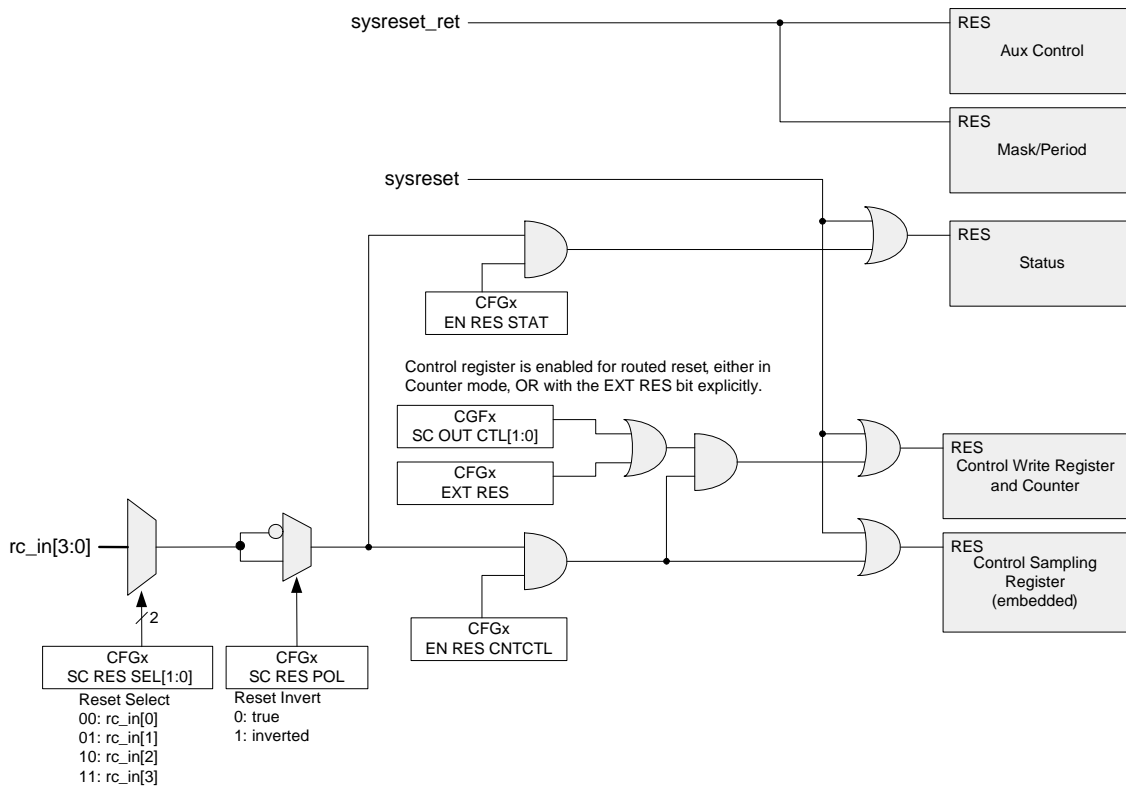 sysreset_ret
RES
Aux Control
RES
Mask/Period
sysreset
RES
Status
CFGx
EN RES STAT
Control register is enabled for routed reset, either in
Counter mode, OR with the EXT RES bit explicitly.
CGFx
SC OUT CTL[1:0]
CFGx
EXT RES
RES
Control Write Register
and Counter
rc_in[3:0]
RES
Control Sampling
Register
(embedded)
2
CFGx
EN RES CNTCTL
CFGx
SC RES SEL[1:0]
CFGx
SC RES POL
Reset Select
00: rc_in[0]
01: rc_in[1]
10: rc_in[2]
11: rc_in[3]
Reset Invert
0: true
1: inverted